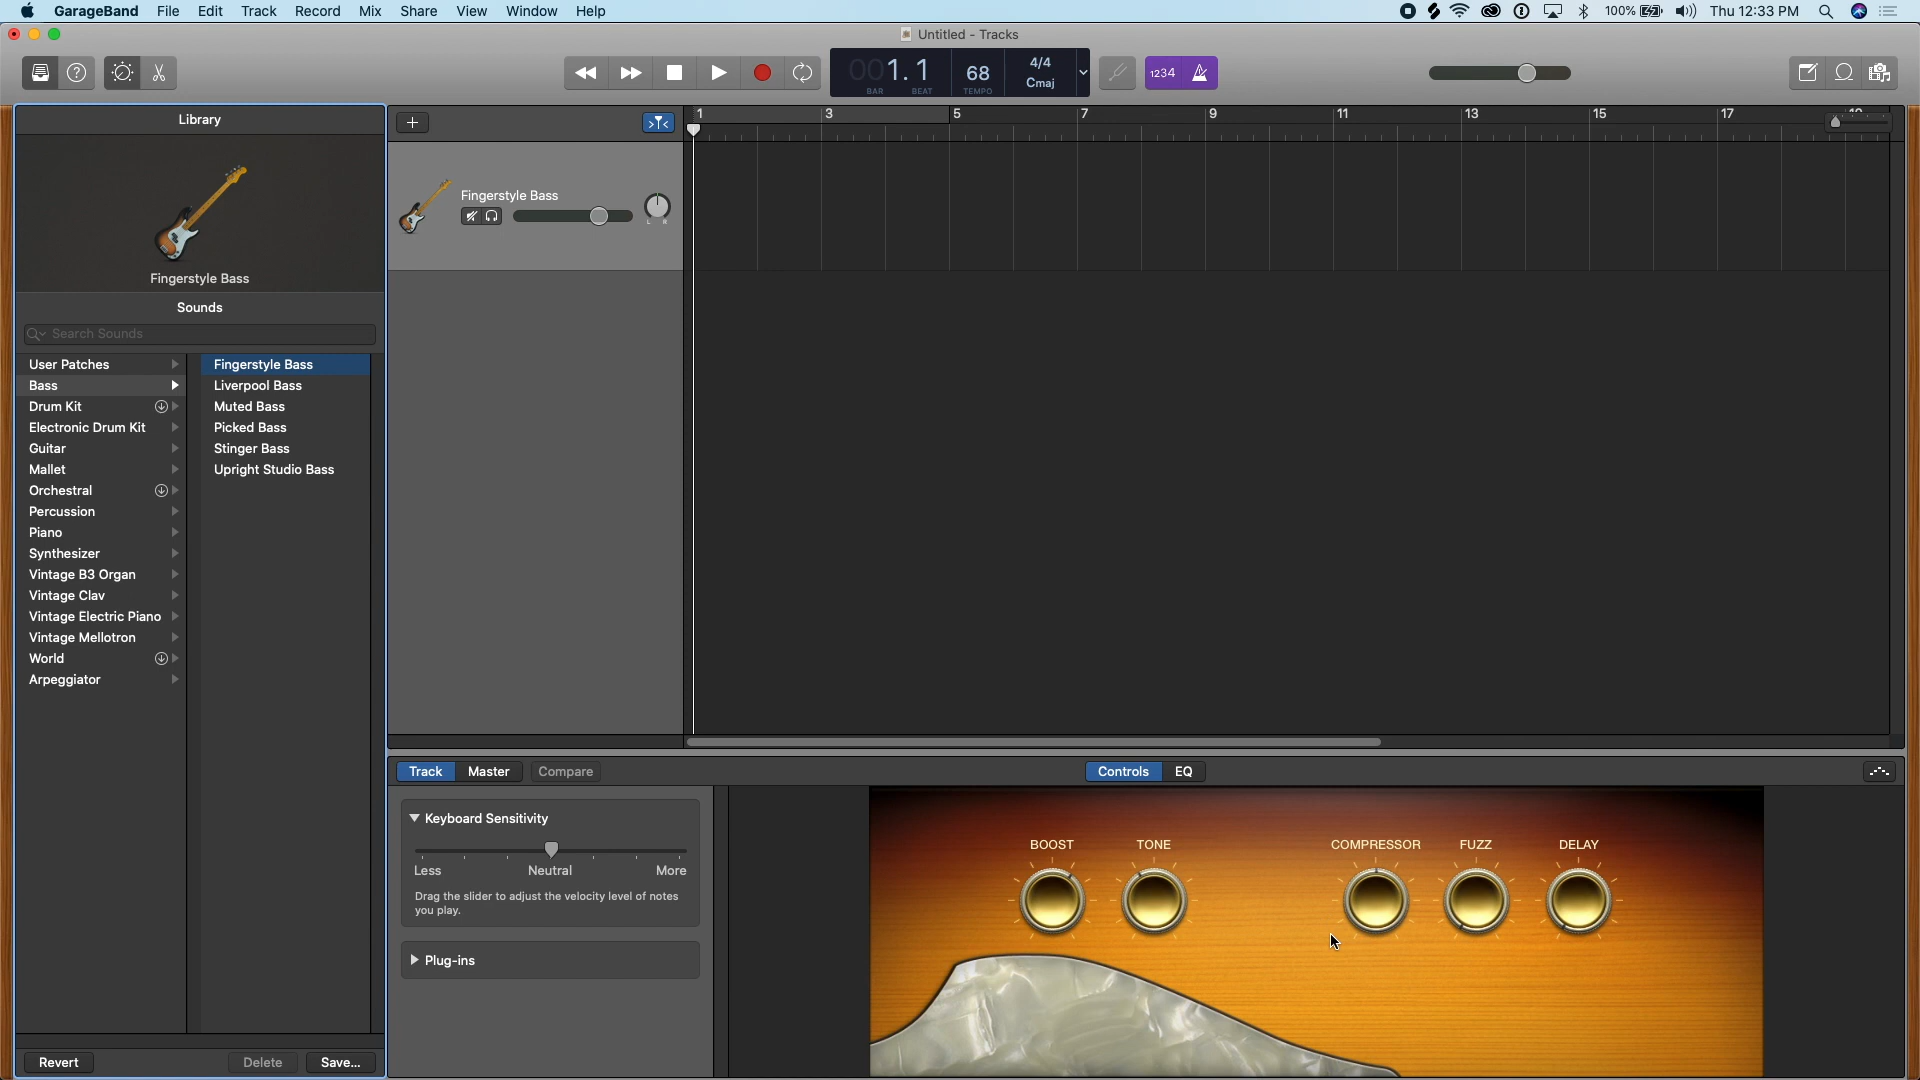 GarageBand File Edit Track Record Mix Share View Window Help 100% Thu 12:33 PM
Untitled - Tracks
001.1 68 4/4 Cmaj
BAR BEAT TEMPO
1234
Library
Fingerstyle Bass
Sounds
Search Sounds
User Patches
Bass
Drum Kit
Electronic Drum Kit
Guitar
Mallet
Orchestral
Percussion
Piano
Synthesizer
Vintage B3 Organ
Vintage Clav
Vintage Electric Piano
Vintage Mellotron
World
Arpeggiator
Fingerstyle Bass
Liverpool Bass
Muted Bass
Picked Bass
Stinger Bass
Upright Studio Bass
Revert Delete Save...
1 3 5 7 9 11 13 15 17
Fingerstyle Bass
L R
Track Master Compare Controls EQ
Keyboard Sensitivity
Less Neutral More
Drag the slider to adjust the velocity level of notes
you play.
Plug-ins
BOOST TONE COMPRESSOR FUZZ DELAY